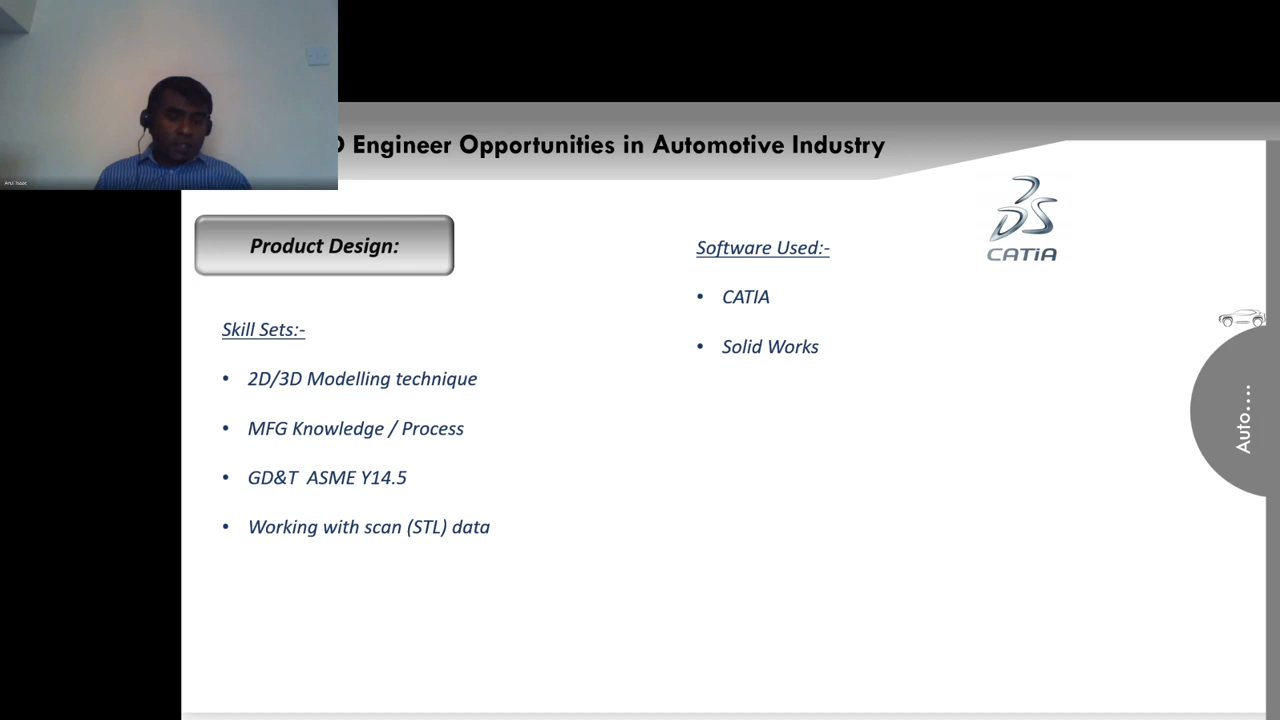 Engineer Opportunities in Automotive Industry
Product Design:
Skill Sets:-
• 2D/3D Modelling technique
• MFG Knowledge / Process
• GD&T ASME Y14.5
• Working with scan (STL) data
Software Used:-
• CATIA
• Solid Works
CATIA
Auto....